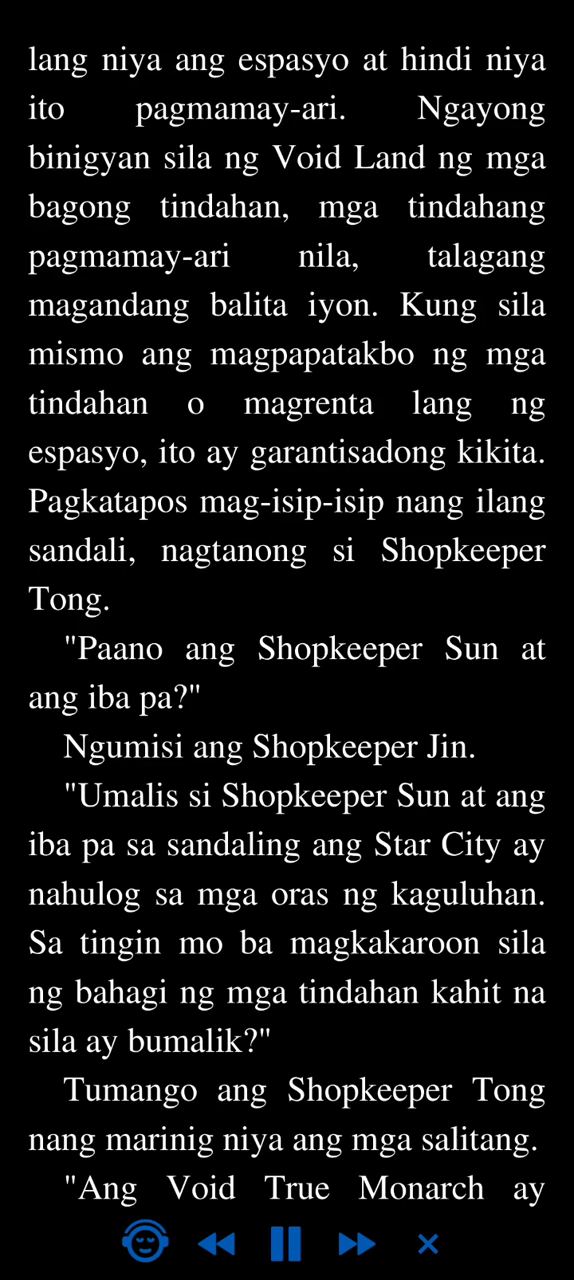 lang niya ang espasyo at hindi niya
ito pagmamay-ari. Ngayong
binigyan sila ng Void Land ng mga
bagong tindahan, mga tindahang
pagmamay-ari nila, talagang
magandang balita iyon. Kung sila
mismo ang magpapatakbo ng mga
tindahan o magrenta lang ng
espasyo, ito ay garantisadong kikita.
Pagkatapos mag-isip-isip nang ilang
sandali, nagtanong si Shopkeeper
Tong.
"Paano ang Shopkeeper Sun at
ang iba pa?"
Ngumisi ang Shopkeeper Jin.
"Umalis si Shopkeeper Sun at ang
iba pa sa sandaling ang Star City ay
nahulog sa mga oras ng kaguluhan.
Sa tingin mo ba magkakaroon sila
ng bahagi ng mga tindahan kahit na
sila ay bumalik?"
Tumango ang Shopkeeper Tong
nang marinig niya ang mga salitang.
"Ang Void True Monarch ay